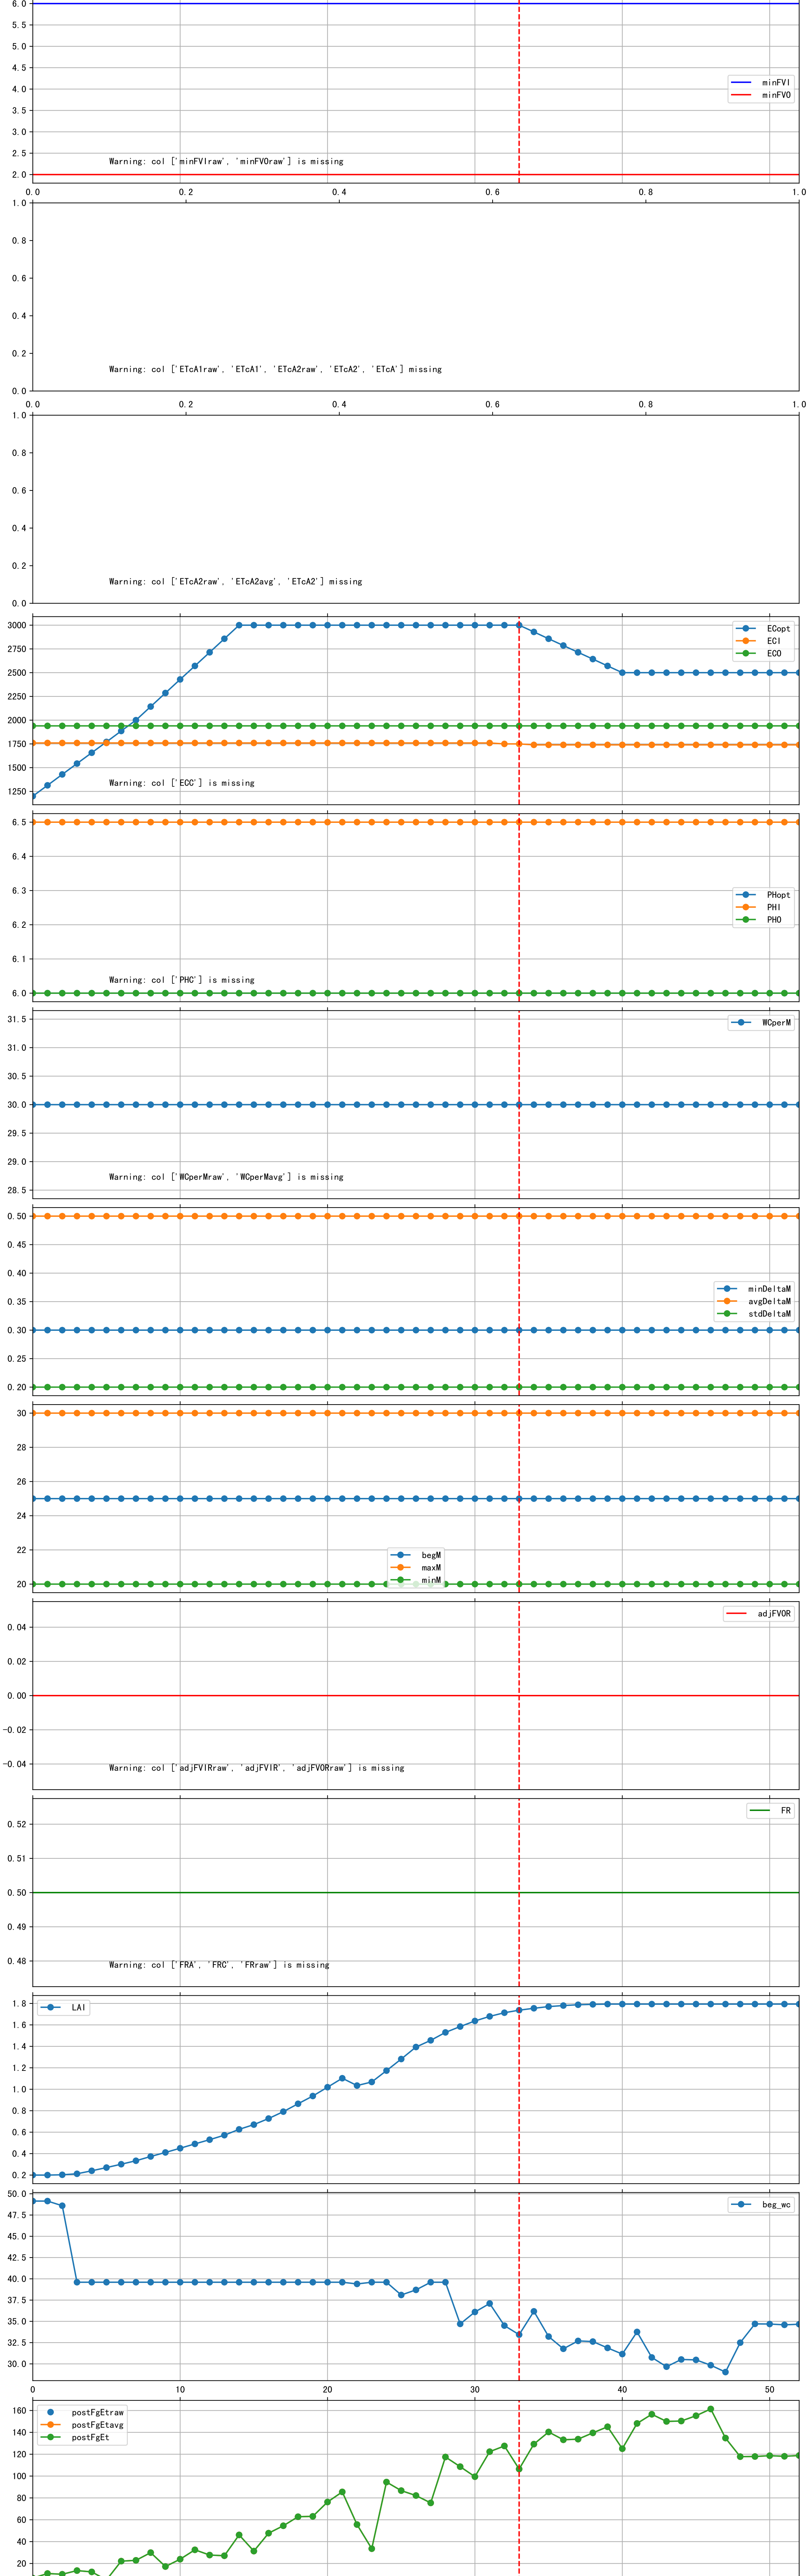 6.0
5.5
5.0
4.5
4.0
3.5
3.0
2.5
2.0
minFVI
minFVO
Warning: col ['minFVIraw', 'minFVOraw'] is missing
0.0 0.2 0.4 0.6 0.8 1.0
1.0
0.8
0.6
0.4
0.2
0.0
Warning: col ['ETcA1raw', 'ETcA1', 'ETcA2raw', 'ETcA2', 'ETcA'] missing
0.0 0.2 0.4 0.6 0.8 1.0
1.0
0.8
0.6
0.4
0.2
0.0
Warning: col ['ETcA2raw', 'ETcA2avg', 'ETcA2'] missing
3000
2750
2500
2250
2000
1750
1500
1250
ECopt
ECI
ECO
Warning: col ['ECC'] is missing
6.5
6.4
6.3
6.2
6.1
6.0
PHopt
PHI
PHO
Warning: col ['PHC'] is missing
31.5
31.0
30.5
30.0
29.5
29.0
28.5
WCperM
Warning: col ['WCperMraw', 'WCperMavg'] is missing
0.50
0.45
0.40
0.35
0.30
0.25
0.20
minDeltaM
avgDeltaM
stdDeltaM
30
28
26
24
22
20
begM
maxM
minM
0.04
0.02
0.00
-0.02
-0.04
adjFVOR
Warning: col ['adjFVIRraw', 'adjFVIR', 'adjFVORraw'] is missing
0.52
0.51
0.50
0.49
0.48
FR
Warning: col ['FRA', 'FRC', 'FRraw'] is missing
1.8
1.6
1.4
1.2
1.0
0.8
0.6
0.4
0.2
LAI
50.0
47.5
45.0
42.5
40.0
37.5
35.0
32.5
30.0
beg_wc
0 10 20 30 40 50
160
140
120
100
80
60
40
20
postFgEtraw
postFgEtavg
postFgEt